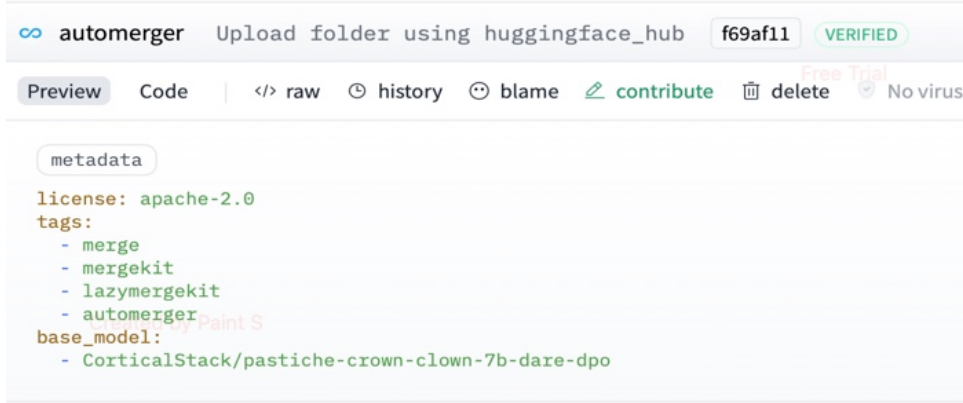 automerger Upload folder using huggingface_hub f69af11 VERIFIED
Free Trial
Preview Code </> raw history blame contribute delete No virus
metadata
license: apache-2.0
tags:
- merge
- mergekit
- lazymergekit
- automerger
Created by Paint S
base_model:
- CorticalStack/pastiche-crown-clown-7b-dare-dpo